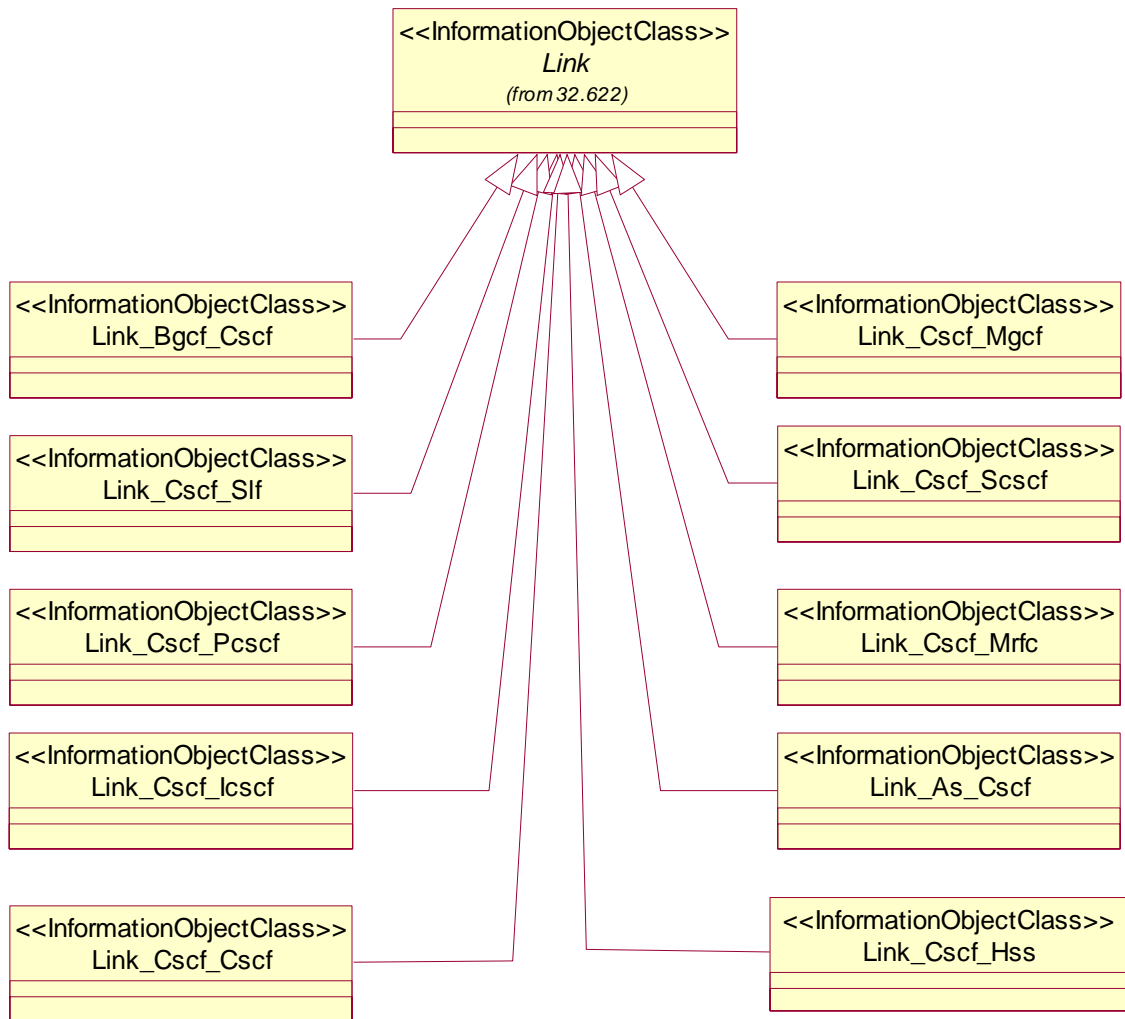 <<InformationObjectClass>>
Link
(from 32.622)
<<InformationObjectClass>>
Link_Bgcf_Cscf
<<InformationObjectClass>>
Link_Cscf_Mgcf
<<InformationObjectClass>>
Link_Cscf_Slf
<<InformationObjectClass>>
Link_Cscf_Scscf
<<InformationObjectClass>>
Link_Cscf_Pcscf
<<InformationObjectClass>>
Link_Cscf_Mrfc
<<InformationObjectClass>>
Link_Cscf_Icscf
<<InformationObjectClass>>
Link_As_Cscf
<<InformationObjectClass>>
Link_Cscf_Cscf
<<InformationObjectClass>>
Link_Cscf_Hss